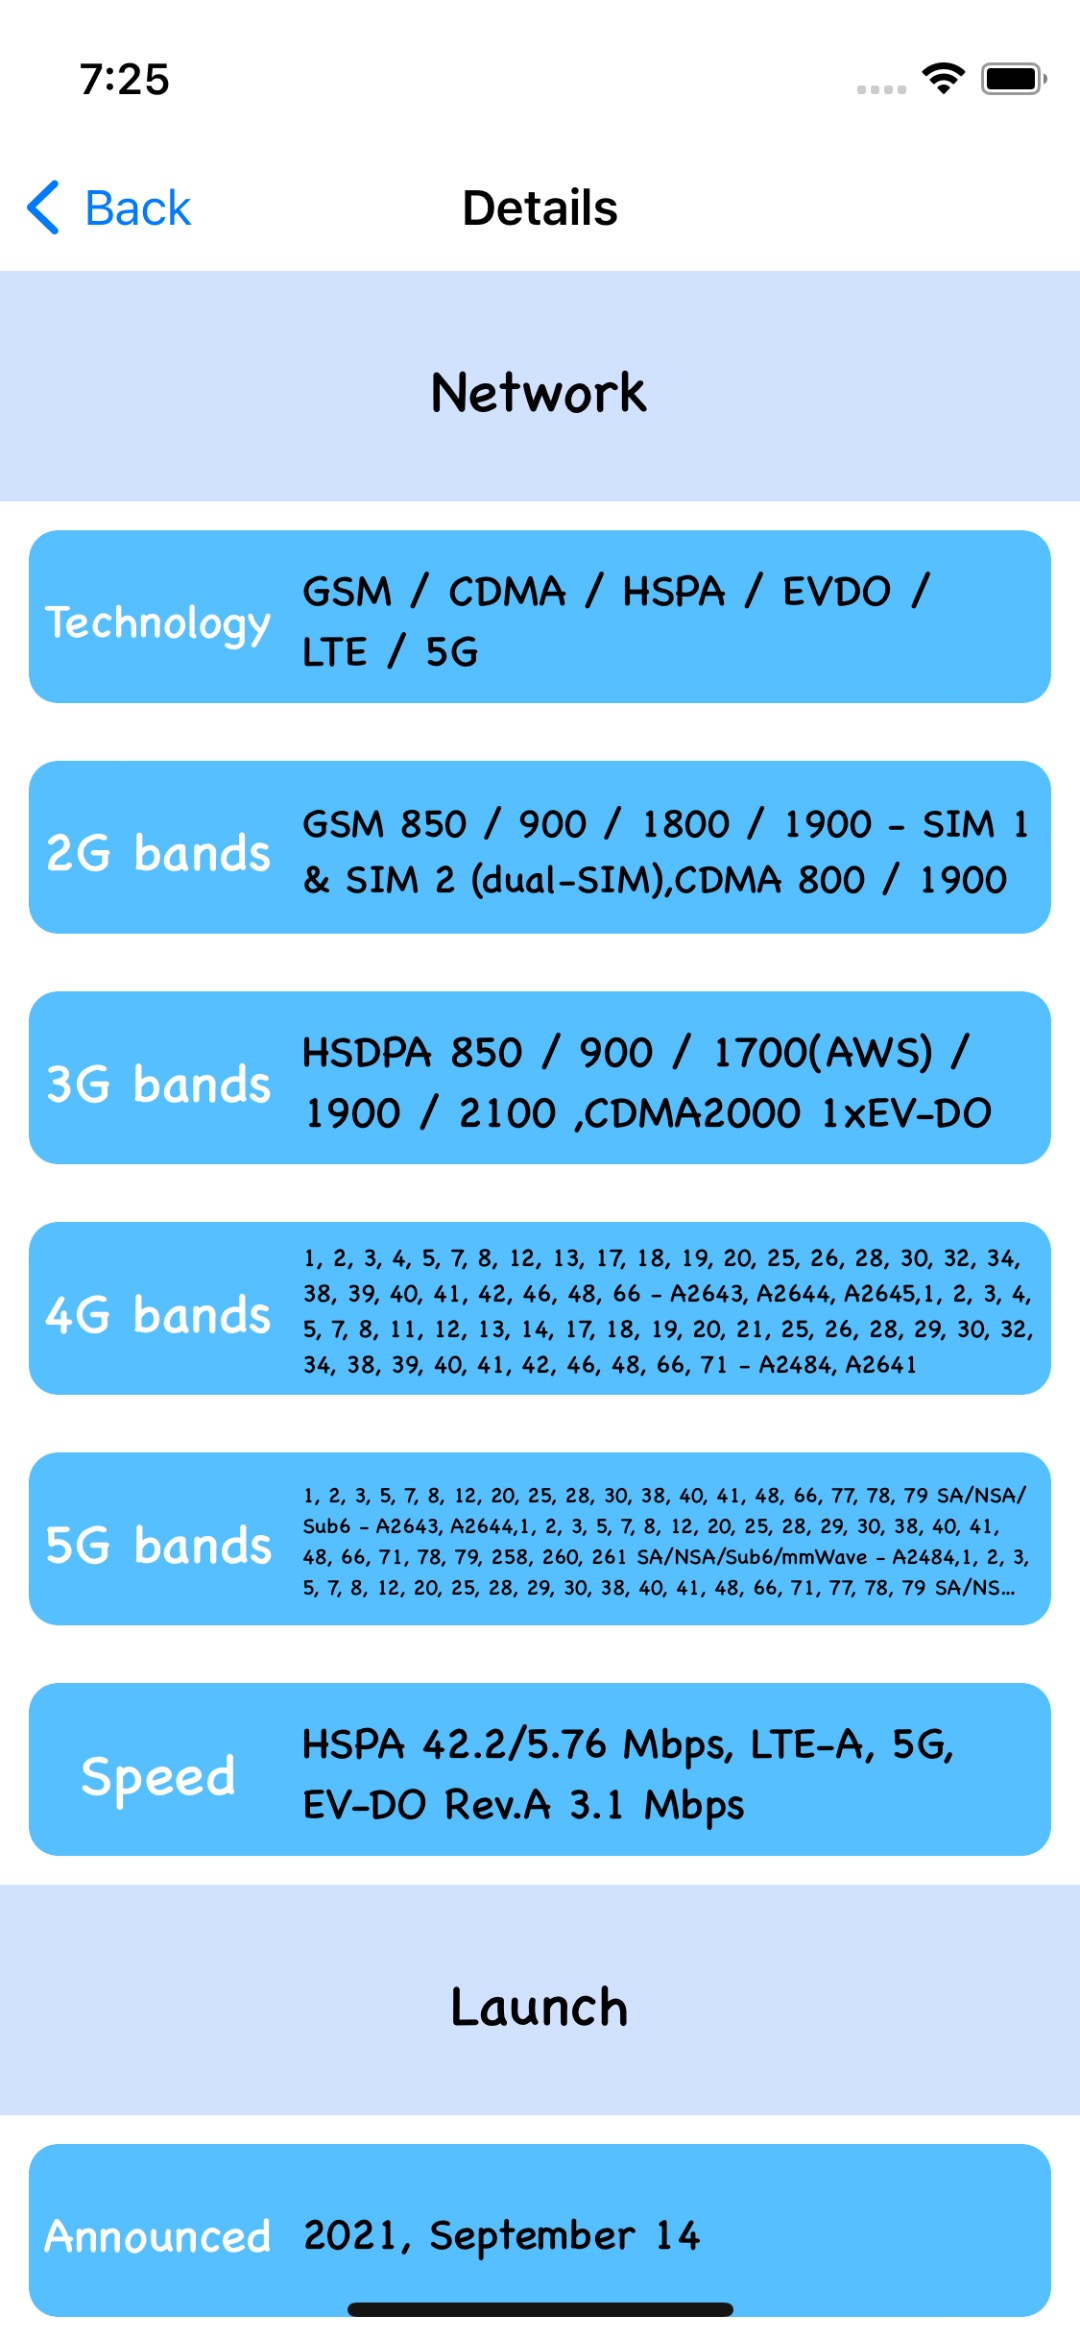 7:25
Back
Details
Network
Technology
GSM / CDMA / HSPA / EVDO /
LTE / 5G
2G bands
GSM 850 / 900 / 1800 / 1900 - SIM 1
& SIM 2 (dual-SIM),CDMA 800 / 1900
3G bands
HSDPA 850 / 900 / 1700(AWS) /
1900 / 2100 ,CDMA2000 1xEV-DO
4G bands
1, 2, 3, 4, 5, 7, 8, 12, 13, 17, 18, 19, 20, 25, 26, 28, 30, 32, 34,
38, 39, 40, 41, 42, 46, 48, 66 - A2643, A2644, A2645,1, 2, 3, 4,
5, 7, 8, 11, 12, 13, 14, 17, 18, 19, 20, 21, 25, 26, 28, 29, 30, 32,
34, 38, 39, 40, 41, 42, 46, 48, 66, 71 - A2484, A2641
5G bands
1, 2, 3, 5, 7, 8, 12, 20, 25, 28, 30, 38, 40, 41, 48, 66, 77, 78, 79 SA/NSA/
Sub6 - A2643, A2644,1, 2, 3, 5, 7, 8, 12, 20, 25, 28, 29, 30, 38, 40, 41,
48, 66, 71, 78, 79, 258, 260, 261 SA/NSA/Sub6/mmWave - A2484,1, 2, 3,
5, 7, 8, 12, 20, 25, 28, 29, 30, 38, 40, 41, 48, 66, 71, 77, 78, 79 SA/NS...
Speed
HSPA 42.2/5.76 Mbps, LTE-A, 5G,
EV-DO Rev.A 3.1 Mbps
Launch
Announced
2021, September 14